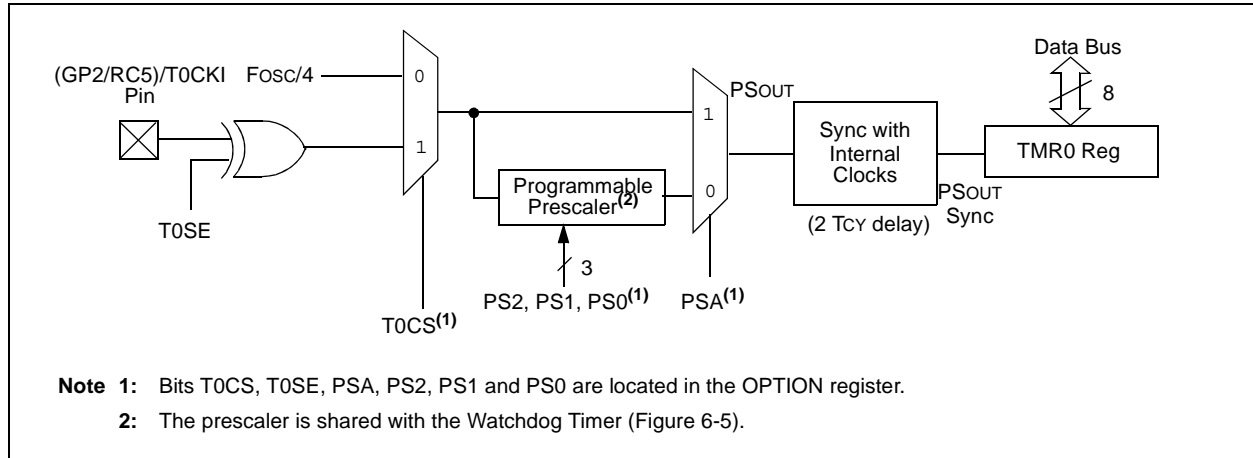 Data Bus
8
(GP2/RC5)/T0CKI
Pin
FOSC/4
0
1
T0SE
T0CS(1)
Programmable
Prescaler(2)
3
PS2, PS1, PS0(1)
1
0
PSA(1)
PSOUT
Sync with
Internal
Clocks
(2 TCY delay)
PSOUT
Sync
TMR0 Reg
Note 1: Bits T0CS, T0SE, PSA, PS2, PS1 and PS0 are located in the OPTION register.
2: The prescaler is shared with the Watchdog Timer (Figure 6-5).